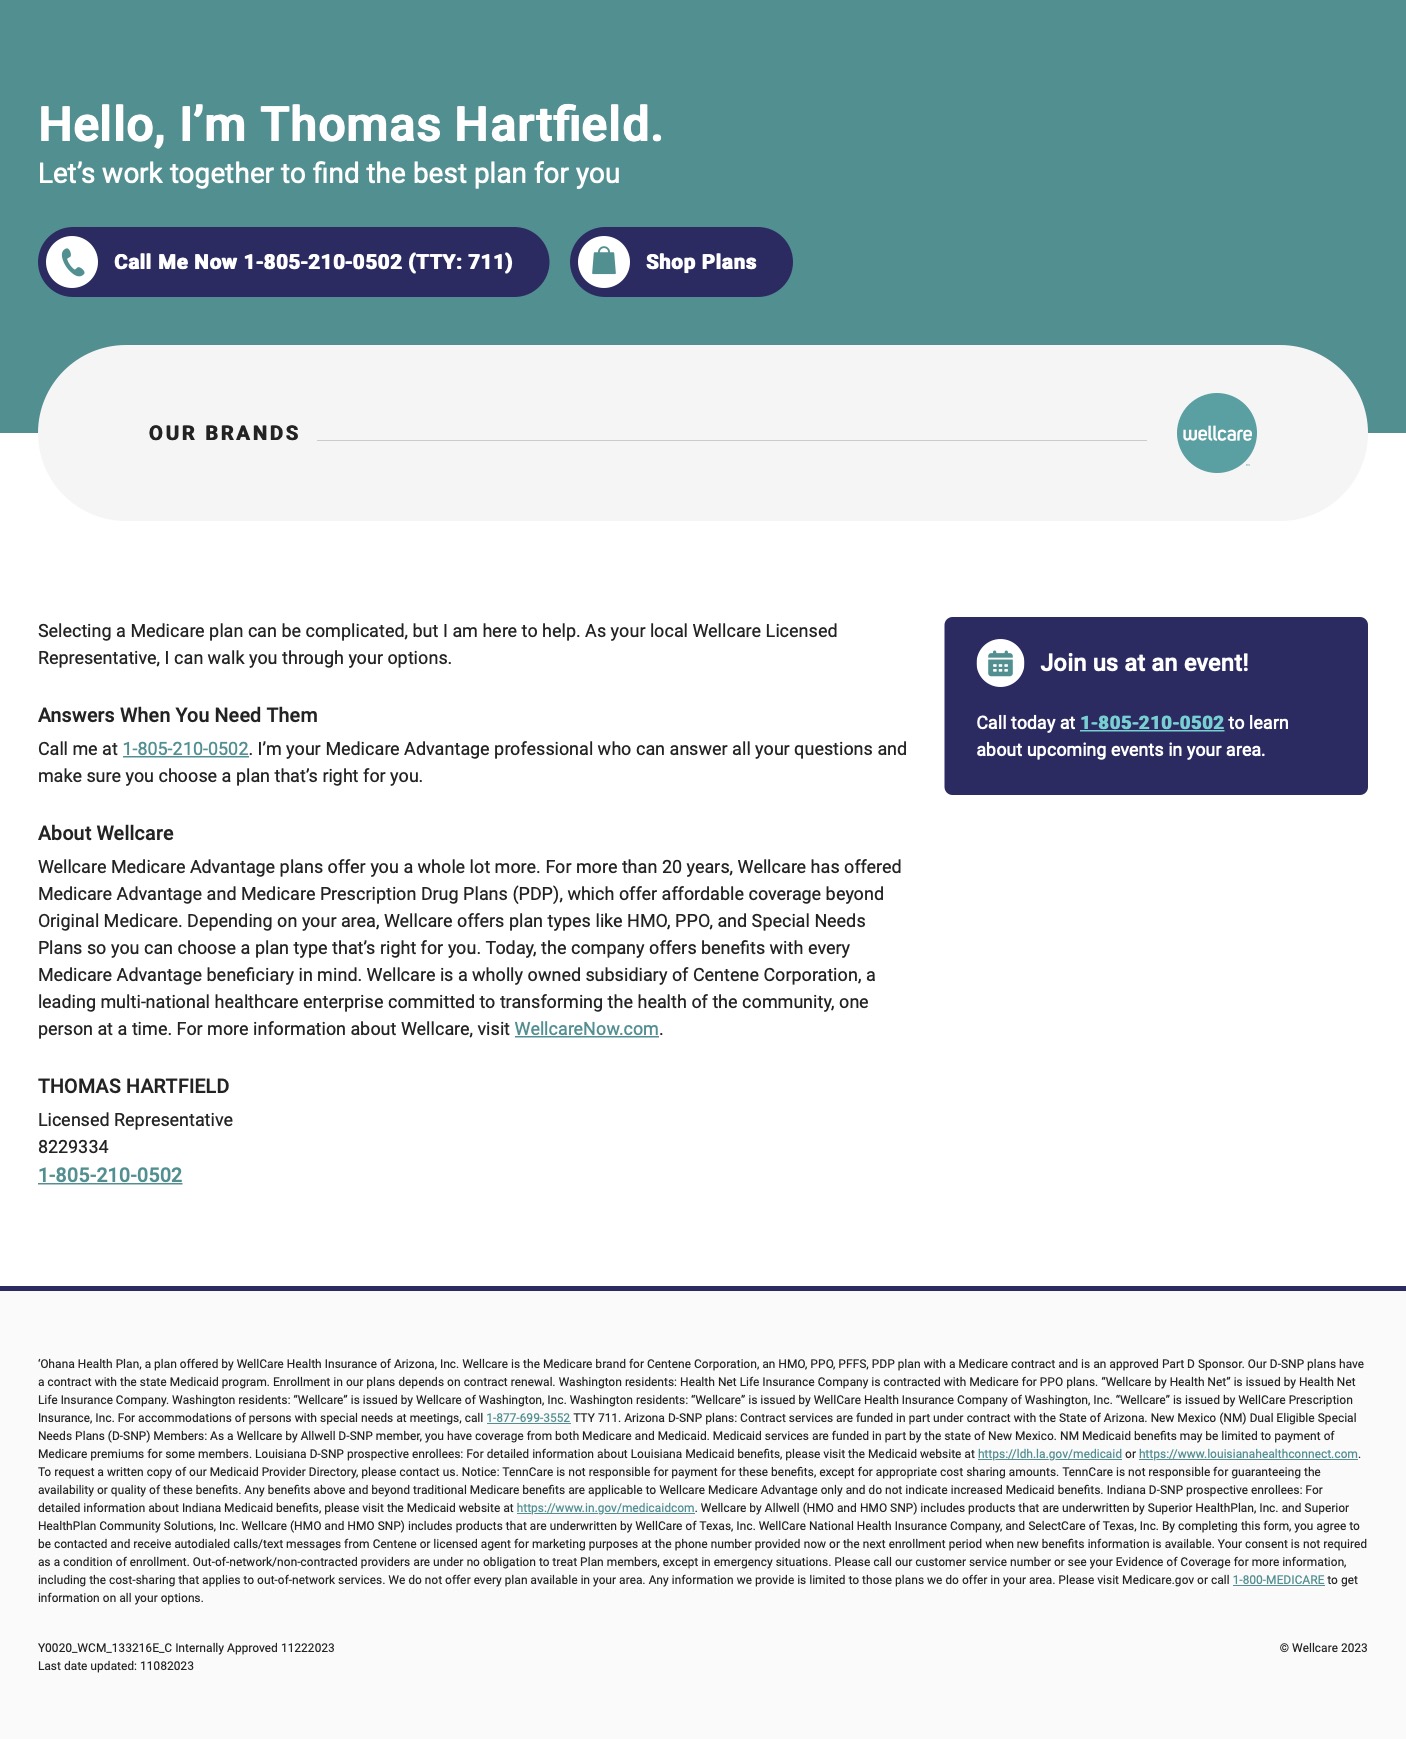 Hello, I’m Thomas Hartfield.
Let’s work together to find the best plan for you
Call Me Now 1-805-210-0502 (TTY: 711)
Shop Plans
OUR BRANDS
wellcare
Selecting a Medicare plan can be complicated, but I am here to help. As your local Wellcare Licensed
Representative, I can walk you through your options.
Answers When You Need Them
Call me at 1-805-210-0502. I’m your Medicare Advantage professional who can answer all your questions and
make sure you choose a plan that’s right for you.
About Wellcare
Wellcare Medicare Advantage plans offer you a whole lot more. For more than 20 years, Wellcare has offered
Medicare Advantage and Medicare Prescription Drug Plans (PDP), which offer affordable coverage beyond
Original Medicare. Depending on your area, Wellcare offers plan types like HMO, PPO, and Special Needs
Plans so you can choose a plan type that’s right for you. Today, the company offers benefits with every
Medicare Advantage beneficiary in mind. Wellcare is a wholly owned subsidiary of Centene Corporation, a
leading multi-national healthcare enterprise committed to transforming the health of the community, one
person at a time. For more information about Wellcare, visit WellcareNow.com.
THOMAS HARTFIELD
Licensed Representative
8229334
1-805-210-0502
Join us at an event!
Call today at 1-805-210-0502 to learn
about upcoming events in your area.
‘Ohana Health Plan, a plan offered by WellCare Health Insurance of Arizona, Inc. Wellcare is the Medicare brand for Centene Corporation, an HMO, PPO, PFFS, PDP plan with a Medicare contract and is an approved Part D Sponsor. Our D-SNP plans have
a contract with the state Medicaid program. Enrollment in our plans depends on contract renewal. Washington residents: Health Net Life Insurance Company is contracted with Medicare for PPO plans. “Wellcare by Health Net” is issued by Health Net
Life Insurance Company. Washington residents: “Wellcare” is issued by Wellcare of Washington, Inc. Washington residents: “Wellcare” is issued by WellCare Health Insurance Company of Washington, Inc. “Wellcare” is issued by WellCare Prescription
Insurance, Inc. For accommodations of persons with special needs at meetings, call 1-877-699-3552 TTY 711. Arizona D-SNP plans: Contract services are funded in part under contract with the State of Arizona. New Mexico (NM) Dual Eligible Special
Needs Plans (D-SNP) Members: As a Wellcare by Allwell D-SNP member, you have coverage from both Medicare and Medicaid. Medicaid services are funded in part by the state of New Mexico. NM Medicaid benefits may be limited to payment of
Medicare premiums for some members. Louisiana D-SNP prospective enrollees: For detailed information about Louisiana Medicaid benefits, please visit the Medicaid website at https://ldh.la.gov/medicaid or https://www.louisianahealthconnect.com.
To request a written copy of our Medicaid Provider Directory, please contact us. Notice: TennCare is not responsible for payment for these benefits, except for appropriate cost sharing amounts. TennCare is not responsible for guaranteeing the
availability or quality of these benefits. Any benefits above and beyond traditional Medicare benefits are applicable to Wellcare Medicare Advantage only and do not indicate increased Medicaid benefits. Indiana D-SNP prospective enrollees: For
detailed information about Indiana Medicaid benefits, please visit the Medicaid website at https://www.in.gov/medicaidcom. Wellcare by Allwell (HMO and HMO SNP) includes products that are underwritten by Superior HealthPlan, Inc. and Superior
HealthPlan Community Solutions, Inc. Wellcare (HMO and HMO SNP) includes products that are underwritten by WellCare of Texas, Inc. WellCare National Health Insurance Company, and SelectCare of Texas, Inc. By completing this form, you agree to
be contacted and receive autodialed calls/text messages from Centene or licensed agent for marketing purposes at the phone number provided now or the next enrollment period when new benefits information is available. Your consent is not required
as a condition of enrollment. Out-of-network/non-contracted providers are under no obligation to treat Plan members, except in emergency situations. Please call our customer service number or see your Evidence of Coverage for more information,
including the cost-sharing that applies to out-of-network services. We do not offer every plan available in your area. Any information we provide is limited to those plans we do offer in your area. Please visit Medicare.gov or call 1-800-MEDICARE to get
information on all your options.
Y0020_WCM_133216E_C Internally Approved 11222023
Last date updated: 11082023
© Wellcare 2023